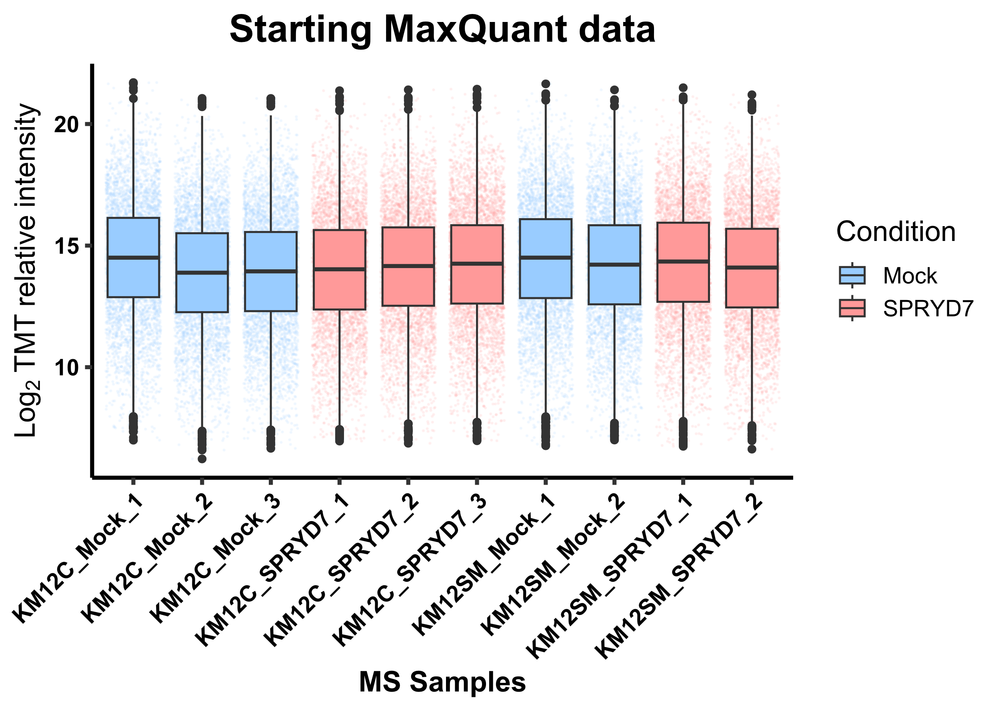 Starting MaxQuant data
Log₂ TMT relative intensity
20
15
10
KM12C_Mock_1
KM12C_Mock_2
KM12C_Mock_3
KM12C_SPRYD7_1
KM12C_SPRYD7_2
KM12C_SPRYD7_3
KM12SM_Mock_1
KM12SM_Mock_2
KM12SM_SPRYD7_1
KM12SM_SPRYD7_2
MS Samples
Condition
Mock
SPRYD7